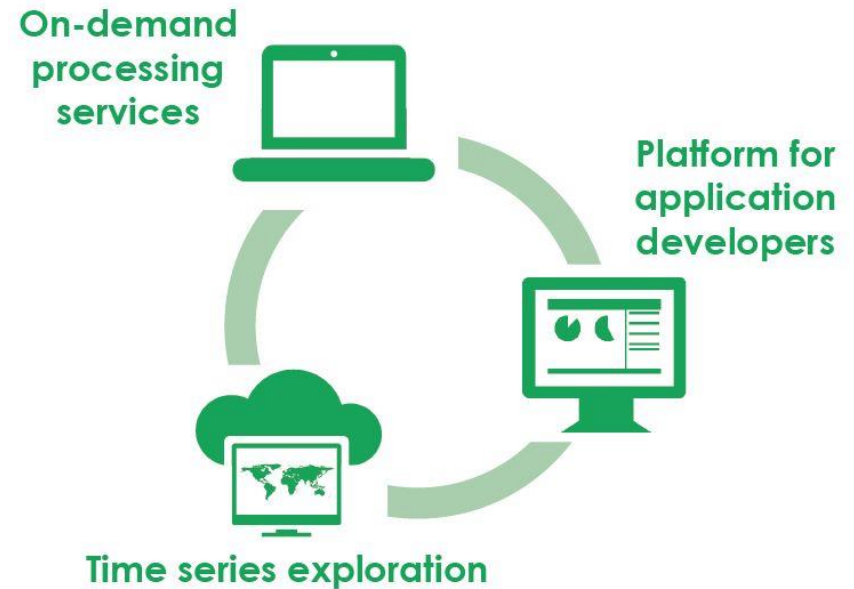 On-demand
processing
services
Platform for
application
developers
Time series exploration